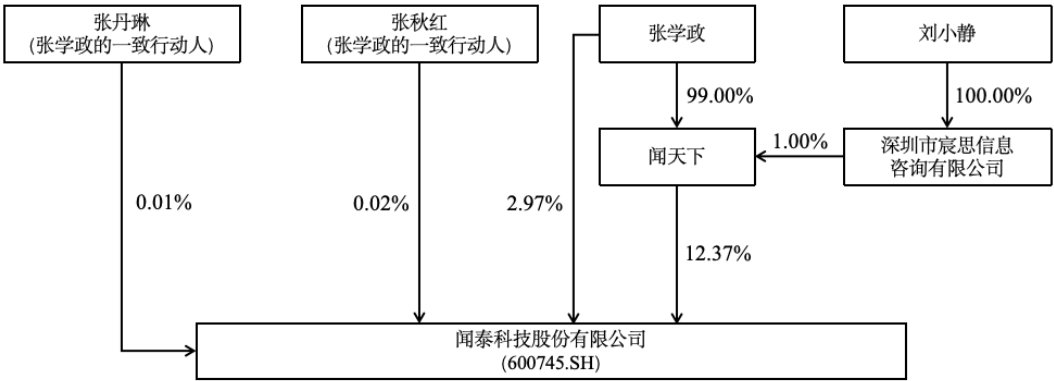 张丹琳
(张学政的一致行动人)
张秋红
(张学政的一致行动人)
张学政
刘小静
99.00%
100.00%
闻天下
1.00%
深圳市宸思信息
咨询有限公司
0.01%
0.02%
2.97%
12.37%
闻泰科技股份有限公司
(600745.SH)